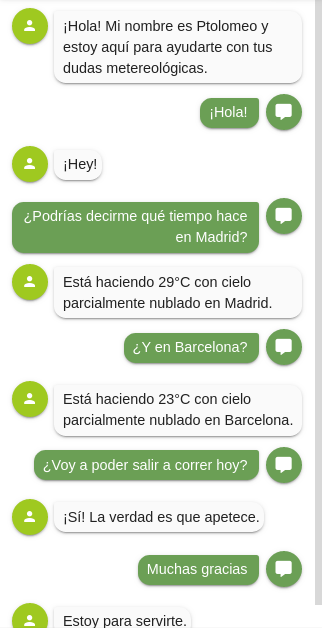 ¡Hola! Mi nombre es Ptolomeo y
estoy aquí para ayudarte con tus
dudas metereológicas.
¡Hola!
¡Hey!
¿Podrías decirme qué tiempo hace
en Madrid?
Está haciendo 29°C con cielo
parcialmente nublado en Madrid.
¿Y en Barcelona?
Está haciendo 23°C con cielo
parcialmente nublado en Barcelona.
¿Voy a poder salir a correr hoy?
¡Sí! La verdad es que apetece.
Muchas gracias
Estoy para servirte.